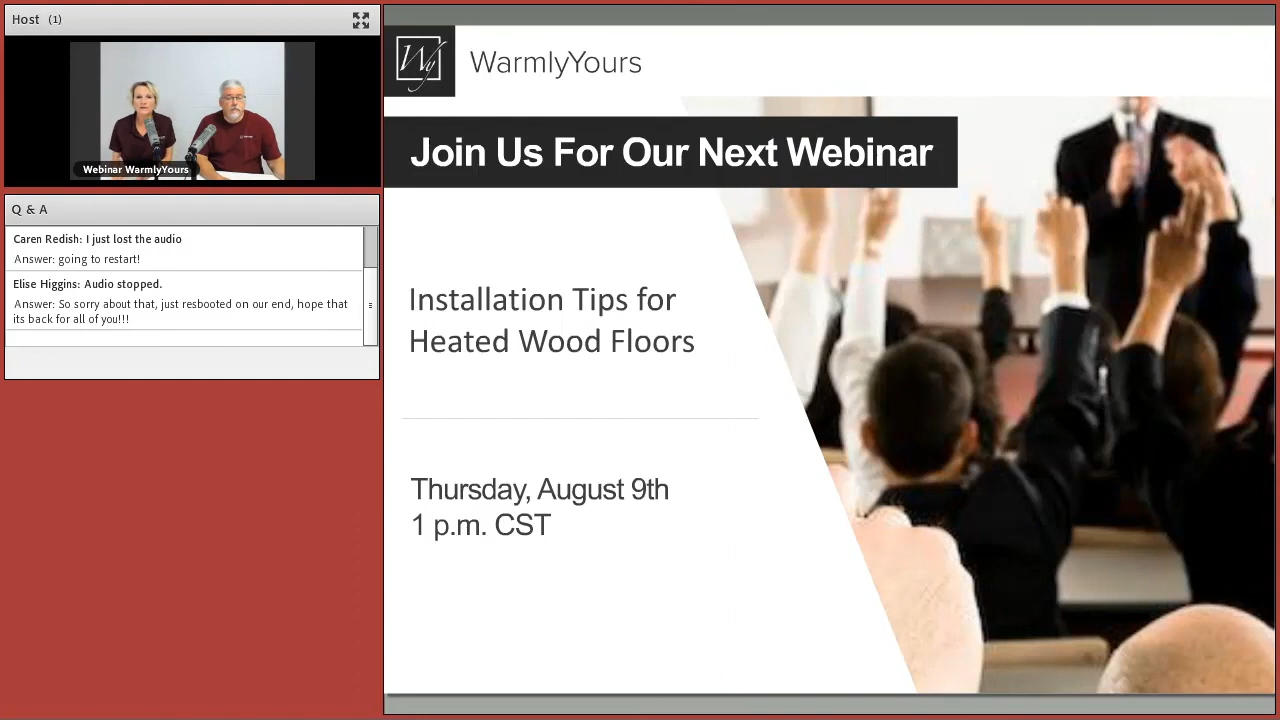 Host (1)
Webinar WarmlyYours
Q & A
Caren Redish: I just lost the audio
Answer: going to restart!
Elise Higgins: Audio stopped.
Answer: So sorry about that, just resbooted on our end, hope that
its back for all of you!!!
Wy
WarmlyYours
Join Us For Our Next Webinar
Installation Tips for
Heated Wood Floors
Thursday, August 9th
1 p.m. CST